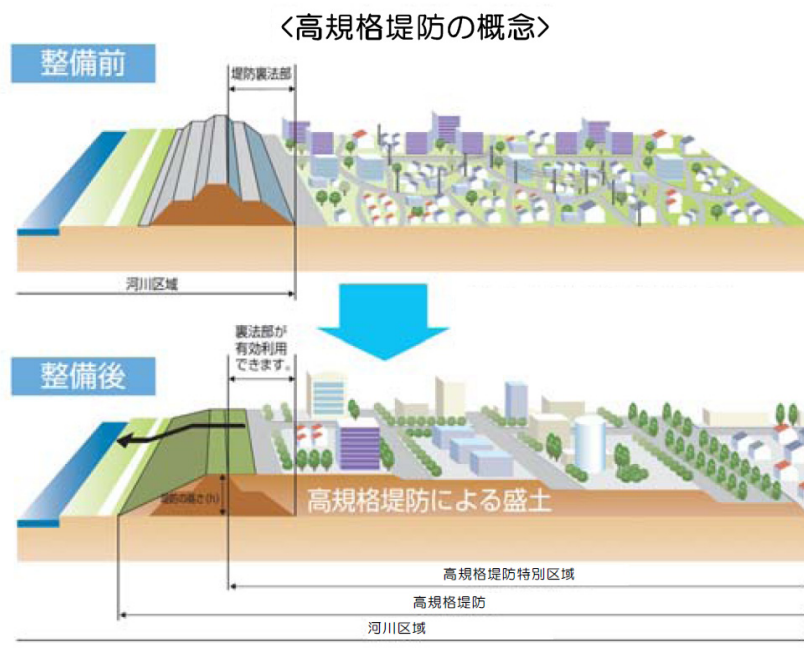 <高規格堤防の概念>
整備前
堤防裏法部
河川区域
整備後
裏法部が
有効利用
できます。
堤防の高さ(h)
高規格堤防による盛土
高規格堤防特別区域
高規格堤防
河川区域